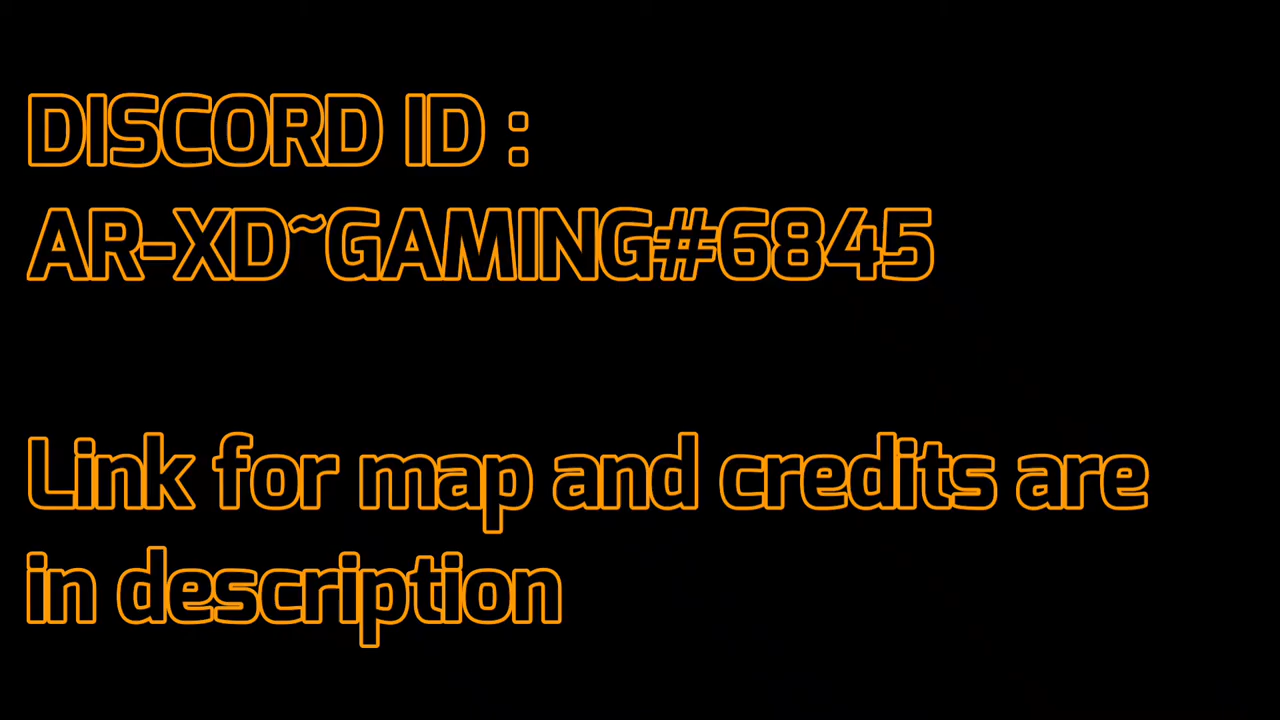 DISCORD ID :
AR-XD~GAMING#6845
Link for map and credits are
in description